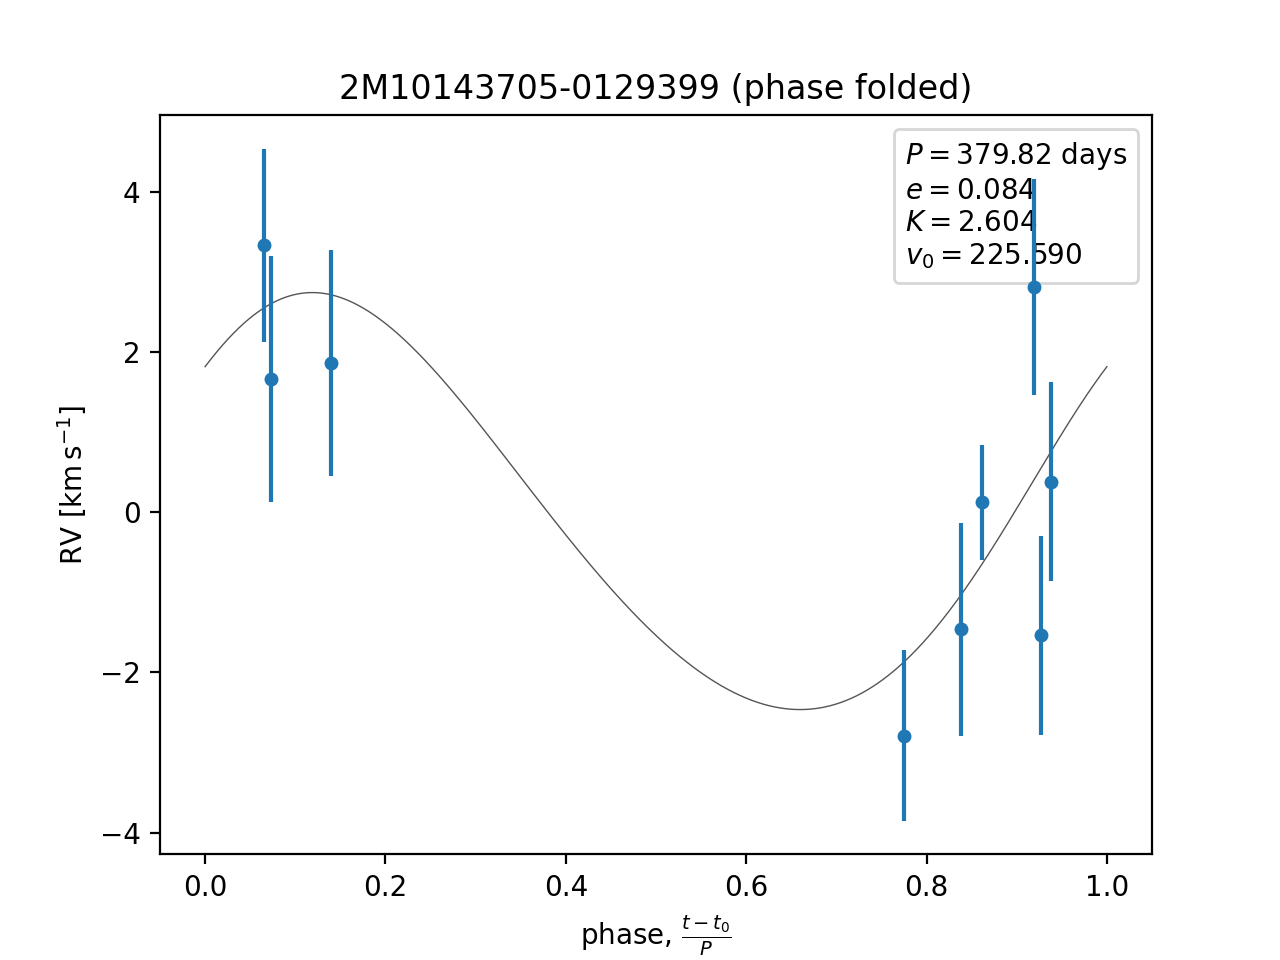 2M10143705-0129399 (phase folded)
P = 379.82 days
e = 0.084
K = 2.604
v₀ = 225.590
4
2
0
−2
−4
RV [km s⁻¹]
0.0 0.2 0.4 0.6 0.8 1.0
phase, (t − t₀)/P